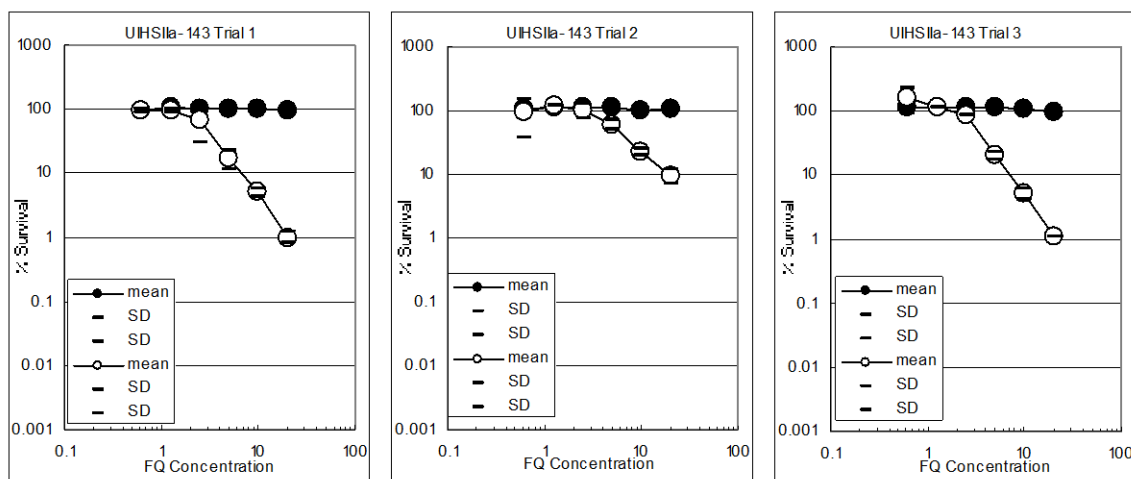 UIHSIIa-143 Trial 1
1000
100
10
1
0.1
0.01
0.001
% Survival
mean
SD
SD
mean
SD
SD
0.1
1
10
100
FQ Concentration
UIHSIIa-143 Trial 2
1000
100
10
1
0.1
0.01
0.001
% Survival
mean
SD
SD
mean
SD
SD
0.1
1
10
100
FQ Concentration
UIHSIIa-143 Trial 3
1000
100
10
1
0.1
0.01
0.001
% Survival
mean
SD
SD
mean
SD
SD
0.1
1
10
100
FQ Concentration